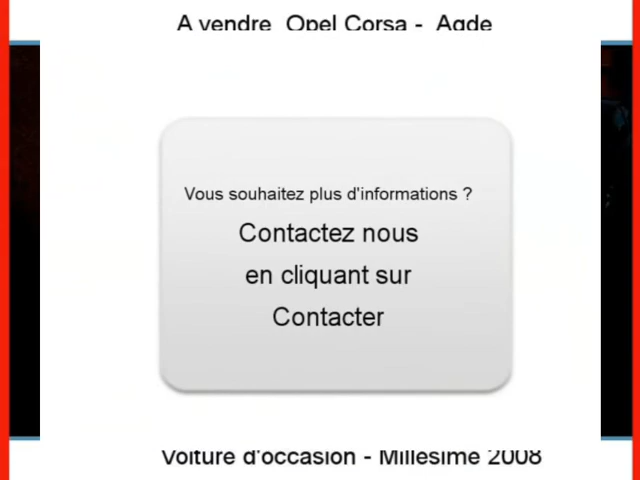 A vendre Opel Corsa - Agde
Vous souhaitez plus d'informations ?
Contactez nous
en cliquant sur
Contacter
Voiture d'occasion - Millesime 2008